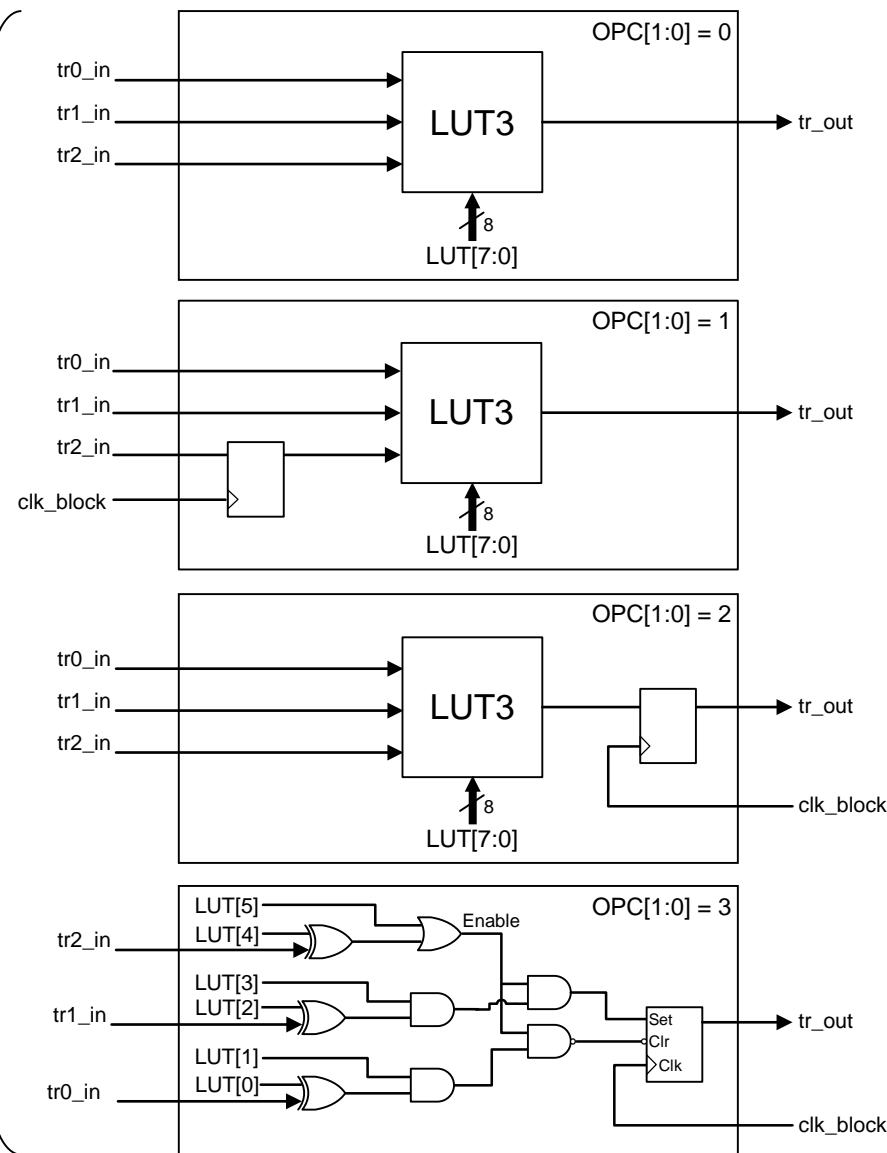 OPC[1:0] = 0
tr0_in
tr1_in
tr2_in
LUT3
tr_out
8
LUT[7:0]
OPC[1:0] = 1
tr0_in
tr1_in
tr2_in
clk_block
LUT3
tr_out
8
LUT[7:0]
OPC[1:0] = 2
tr0_in
tr1_in
tr2_in
LUT3
tr_out
clk_block
8
LUT[7:0]
OPC[1:0] = 3
LUT[5]
Enable
LUT[4]
tr2_in
LUT[3]
LUT[2]
tr1_in
LUT[1]
LUT[0]
tr0_in
Set
Clr
Clk
tr_out
clk_block